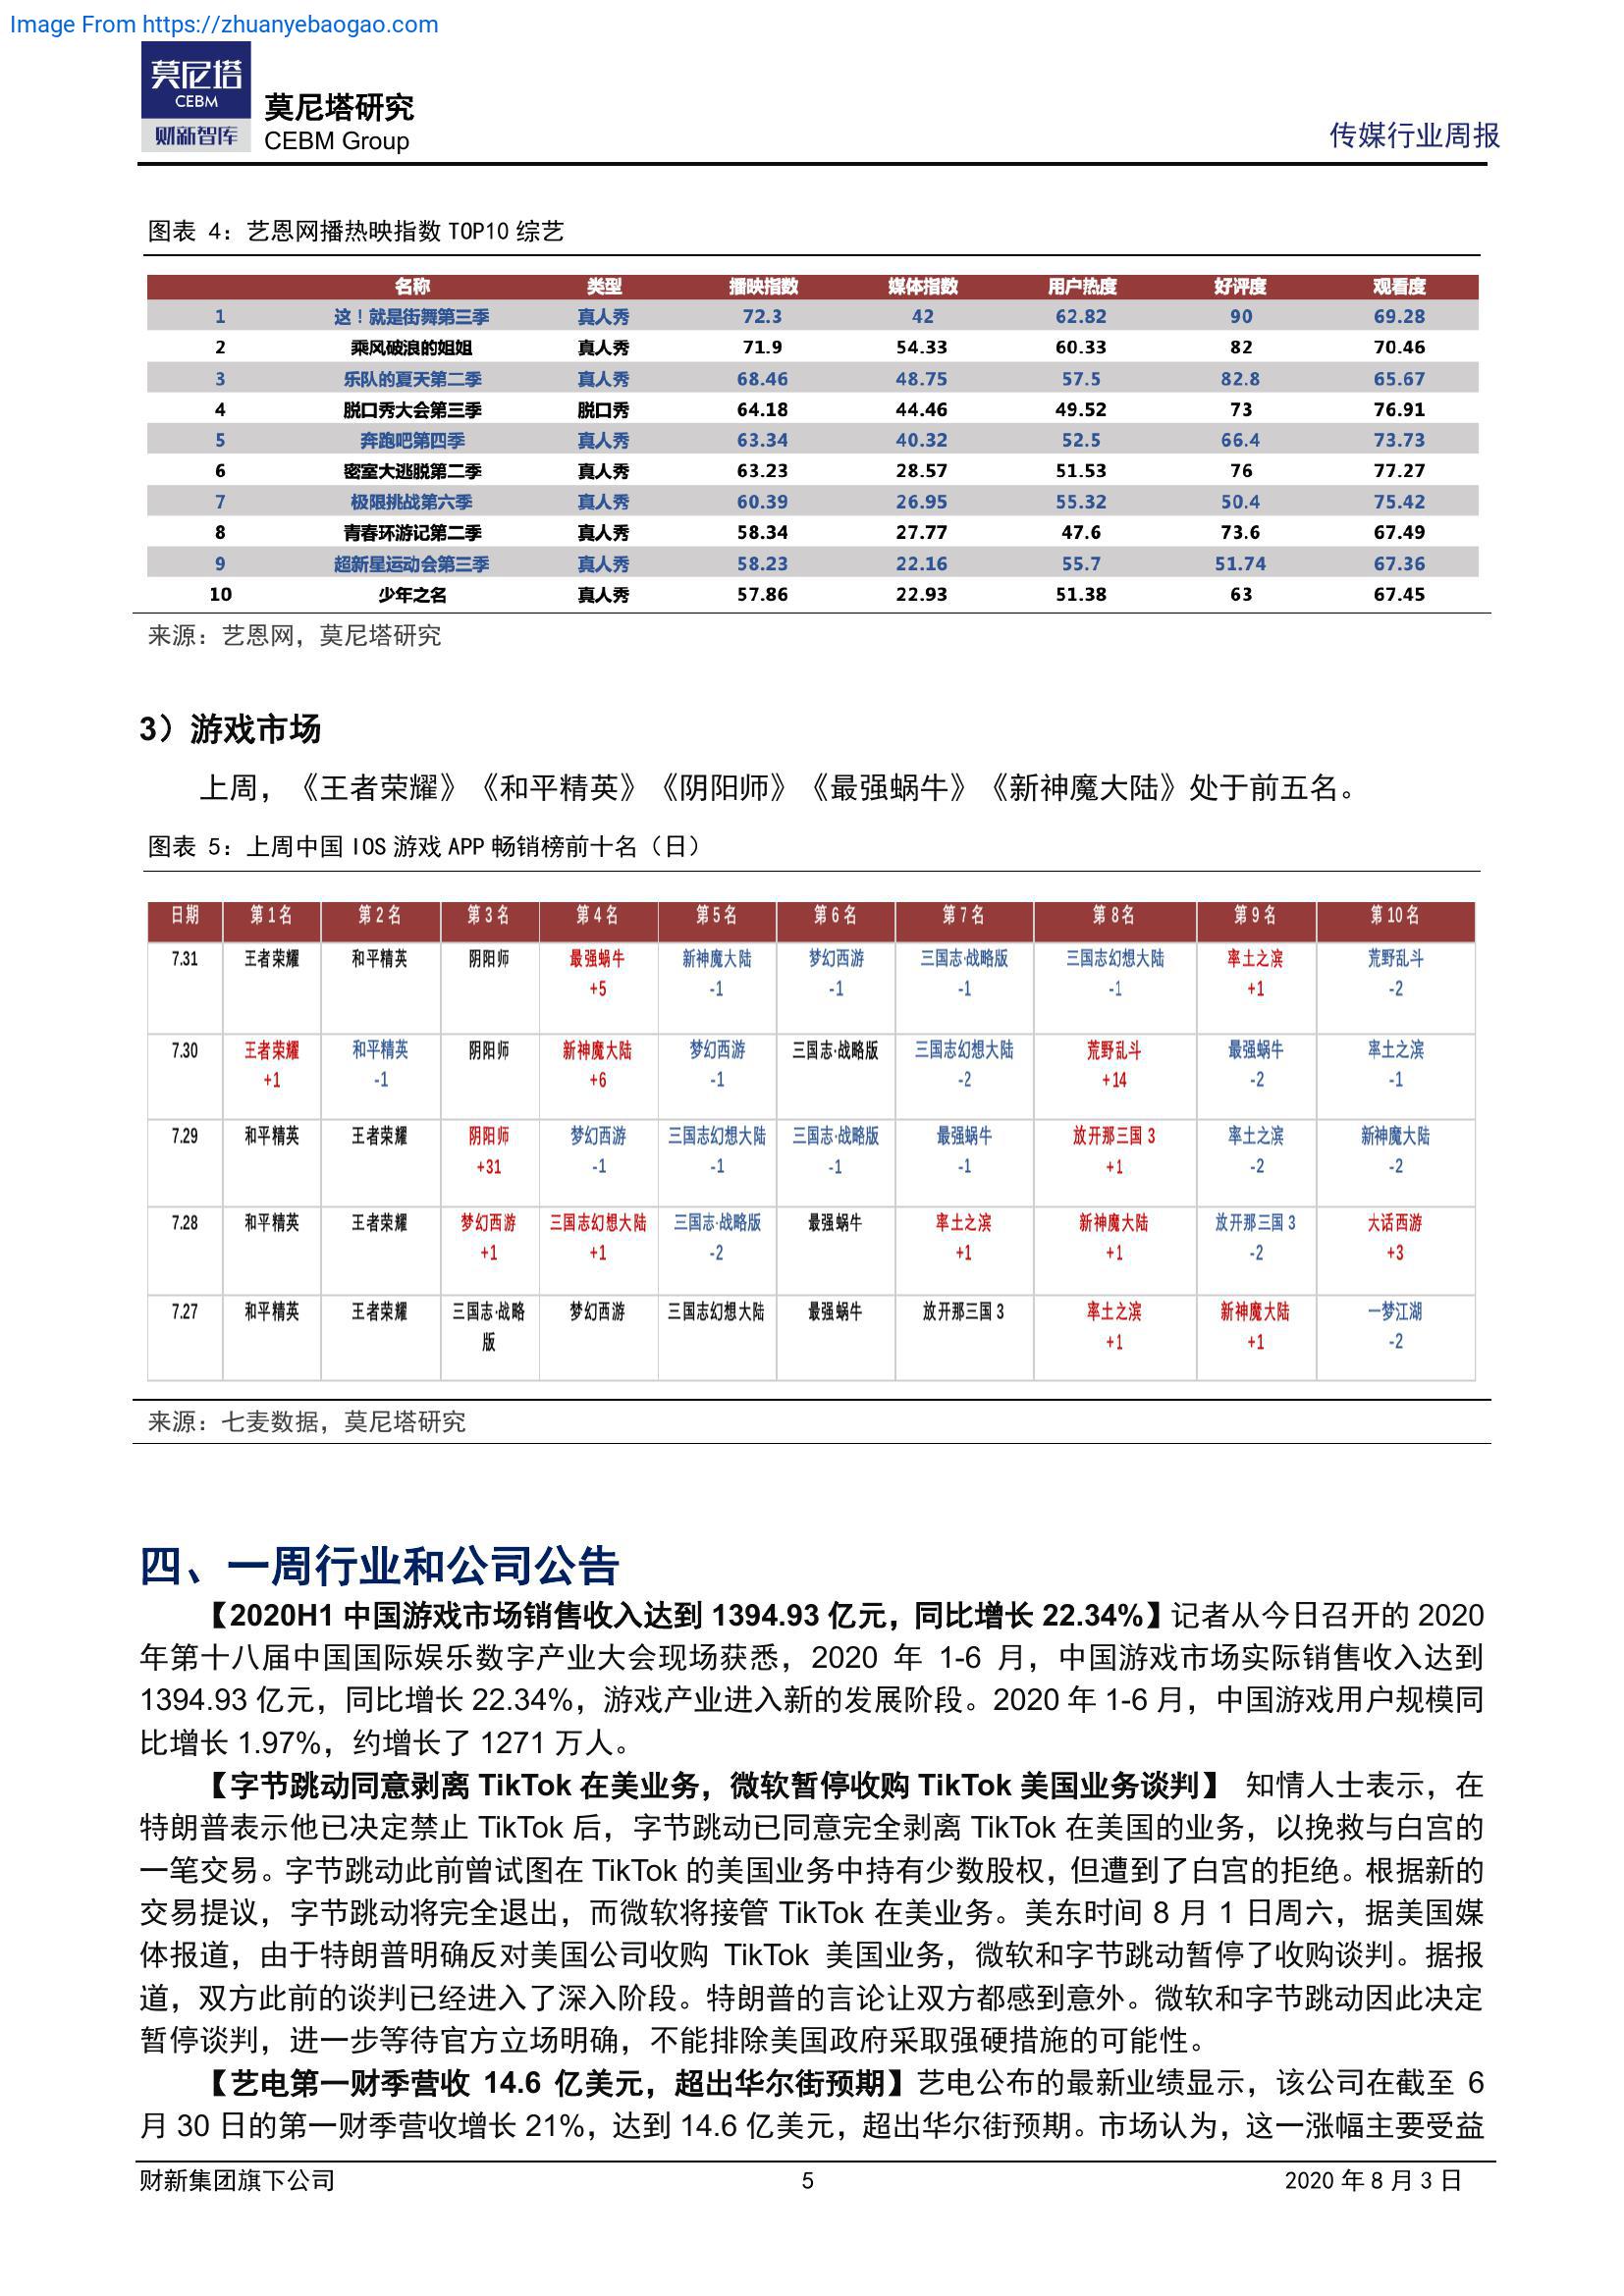 Image From https://zhuanyebaogao.com
莫尼塔
CEBM
财新智库
莫尼塔研究
CEBM Group
传媒行业周报
图表 4：艺恩网播热映指数 TOP10 综艺
名称 类型 播映指数 媒体指数 用户热度 好评度 观看度
1 这！就是街舞第三季 真人秀 72.3 42 62.82 90 69.28
2 乘风破浪的姐姐 真人秀 71.9 54.33 60.33 82 70.46
3 乐队的夏天第二季 真人秀 68.46 48.75 57.5 82.8 65.67
4 脱口秀大会第三季 脱口秀 64.18 44.46 49.52 73 76.91
5 奔跑吧第四季 真人秀 63.34 40.32 52.5 66.4 73.73
6 密室大逃脱第二季 真人秀 63.23 28.57 51.53 76 77.27
7 极限挑战第六季 真人秀 60.39 26.95 55.32 50.4 75.42
8 青春环游记第二季 真人秀 58.34 27.77 47.6 73.6 67.49
9 超新星运动会第三季 真人秀 58.23 22.16 55.7 51.74 67.36
10 少年之名 真人秀 57.86 22.93 51.38 63 67.45
来源：艺恩网，莫尼塔研究
3）游戏市场
上周，《王者荣耀》《和平精英》《阴阳师》《最强蜗牛》《新神魔大陆》处于前五名。
图表 5：上周中国 IOS 游戏 APP 畅销榜前十名（日）
日期 第 1 名 第 2 名 第 3 名 第 4 名 第 5 名 第 6 名 第 7 名 第 8 名 第 9 名 第 10 名
7.31 王者荣耀 和平精英 阴阳师 最强蜗牛 新神魔大陆 梦幻西游 三国志·战略版 三国志幻想大陆 率土之滨 荒野乱斗
+5 -1 -1 -1 -1 +1 -2
7.30 王者荣耀 和平精英 阴阳师 新神魔大陆 梦幻西游 三国志·战略版 三国志幻想大陆 荒野乱斗 最强蜗牛 率土之滨
+1 -1 +6 -1 -2 +14 -2 -1
7.29 和平精英 王者荣耀 阴阳师 梦幻西游 三国志幻想大陆 三国志·战略版 最强蜗牛 放开那三国 3 率土之滨 新神魔大陆
+31 -1 -1 -1 -1 +1 -2 -2
7.28 和平精英 王者荣耀 梦幻西游 三国志幻想大陆 三国志·战略版 最强蜗牛 率土之滨 新神魔大陆 放开那三国 3 大话西游
+1 +1 -2 +1 +1 -2 +3
7.27 和平精英 王者荣耀 三国志·战略 梦幻西游 三国志幻想大陆 最强蜗牛 放开那三国 3 率土之滨 新神魔大陆 一梦江湖
版 +1 +1 -2
来源：七麦数据，莫尼塔研究
四、一周行业和公司公告
【2020H1 中国游戏市场销售收入达到 1394.93 亿元，同比增长 22.34%】记者从今日召开的 2020
年第十八届中国国际娱乐数字产业大会现场获悉，2020 年 1-6 月，中国游戏市场实际销售收入达到
1394.93 亿元，同比增长 22.34%，游戏产业进入新的发展阶段。2020 年 1-6 月，中国游戏用户规模同
比增长 1.97%，约增长了 1271 万人。
【字节跳动同意剥离 TikTok 在美业务，微软暂停收购 TikTok 美国业务谈判】 知情人士表示，在
特朗普表示他已决定禁止 TikTok 后，字节跳动已同意完全剥离 TikTok 在美国的业务，以挽救与白宫的
一笔交易。字节跳动此前曾试图在 TikTok 的美国业务中持有少数股权，但遭到了白宫的拒绝。根据新的
交易提议，字节跳动将完全退出，而微软将接管 TikTok 在美业务。美东时间 8 月 1 日周六，据美国媒
体报道，由于特朗普明确反对美国公司收购 TikTok 美国业务，微软和字节跳动暂停了收购谈判。据报
道，双方此前的谈判已经进入了深入阶段。特朗普的言论让双方都感到意外。微软和字节跳动因此决定
暂停谈判，进一步等待官方立场明确，不能排除美国政府采取强硬措施的可能性。
【艺电第一财季营收 14.6 亿美元，超出华尔街预期】艺电公布的最新业绩显示，该公司在截至 6
月 30 日的第一财季营收增长 21%，达到 14.6 亿美元，超出华尔街预期。市场认为，这一涨幅主要受益
财新集团旗下公司 5 2020 年 8 月 3 日